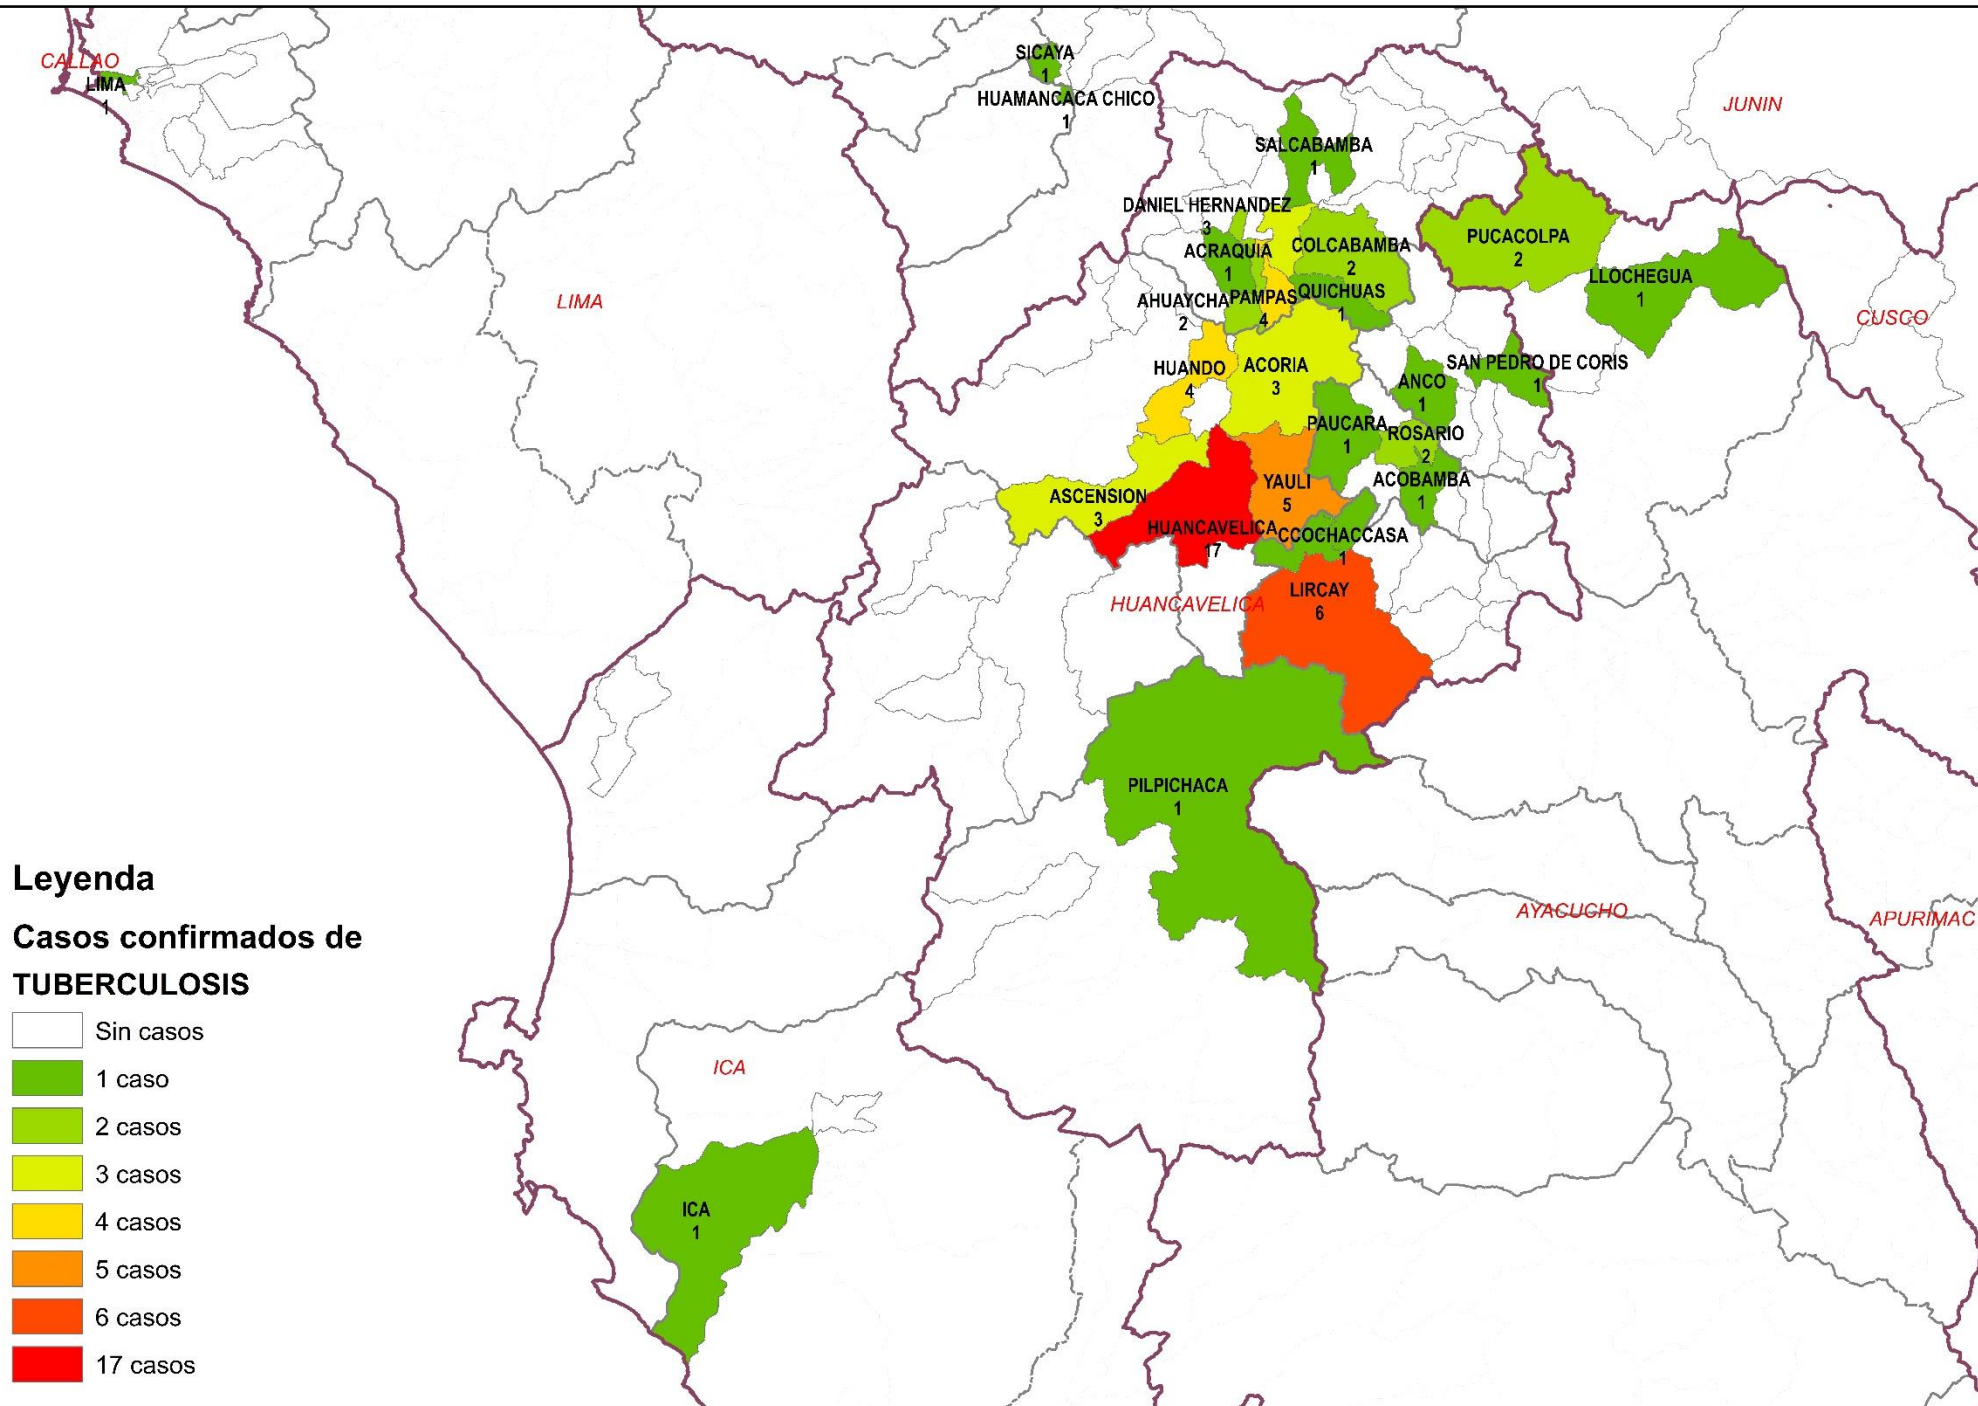 CALLAO
LIMA
1
SICAYA
1
HUAMANCACA CHICO
1
JUNIN
SALCABAMBA
1
DANIEL HERNANDEZ
3
ACRAQUIA
1
COLCABAMBA
2
PUCACOLPA
2
LLOCHEGUA
1
LIMA
AHUAYCHA
2
PAMPAS
4
QUICHUAS
1
CUSCO
HUANDO
4
ACORIA
3
ANCO
1
SAN PEDRO DE CORIS
1
PAUCARA
1
ROSARIO
2
ASCENSION
3
YAULI
5
ACOBAMBA
1
HUANCAVELICA
17
CCOCHACCASA
1
HUANCAVELICA
LIRCAY
6
PILPICHACA
1
AYACUCHO
APURIMAC
ICA
ICA
1
Leyenda
Casos confirmados de
TUBERCULOSIS
Sin casos
1 caso
2 casos
3 casos
4 casos
5 casos
6 casos
17 casos